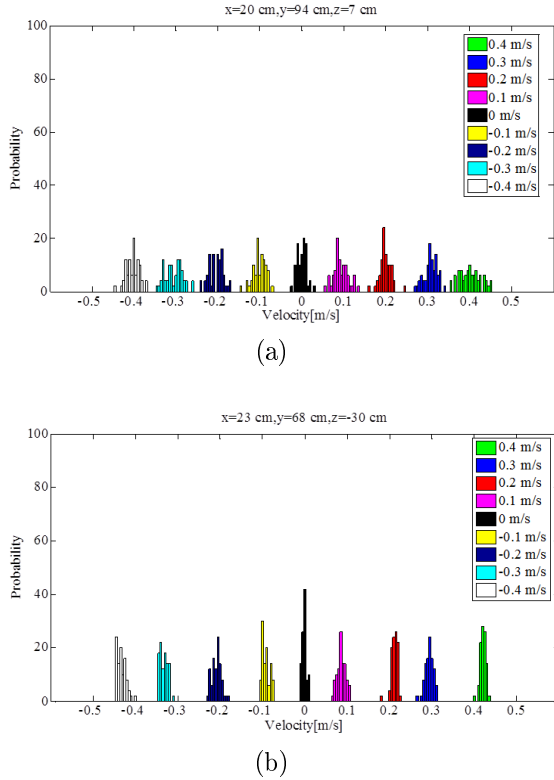 x=20 cm,y=94 cm,z=7 cm
100
80
60
40
20
0
Probability
0.4 m/s
0.3 m/s
0.2 m/s
0.1 m/s
0 m/s
-0.1 m/s
-0.2 m/s
-0.3 m/s
-0.4 m/s
-0.5 -0.4 -0.3 -0.2 -0.1 0 0.1 0.2 0.3 0.4 0.5
Velocity[m/s]
(a)
x=23 cm,y=68 cm,z=-30 cm
100
80
60
40
20
0
Probability
0.4 m/s
0.3 m/s
0.2 m/s
0.1 m/s
0 m/s
-0.1 m/s
-0.2 m/s
-0.3 m/s
-0.4 m/s
-0.5 -0.4 -0.3 -0.2 -0.1 0 0.1 0.2 0.3 0.4 0.5
Velocity[m/s]
(b)